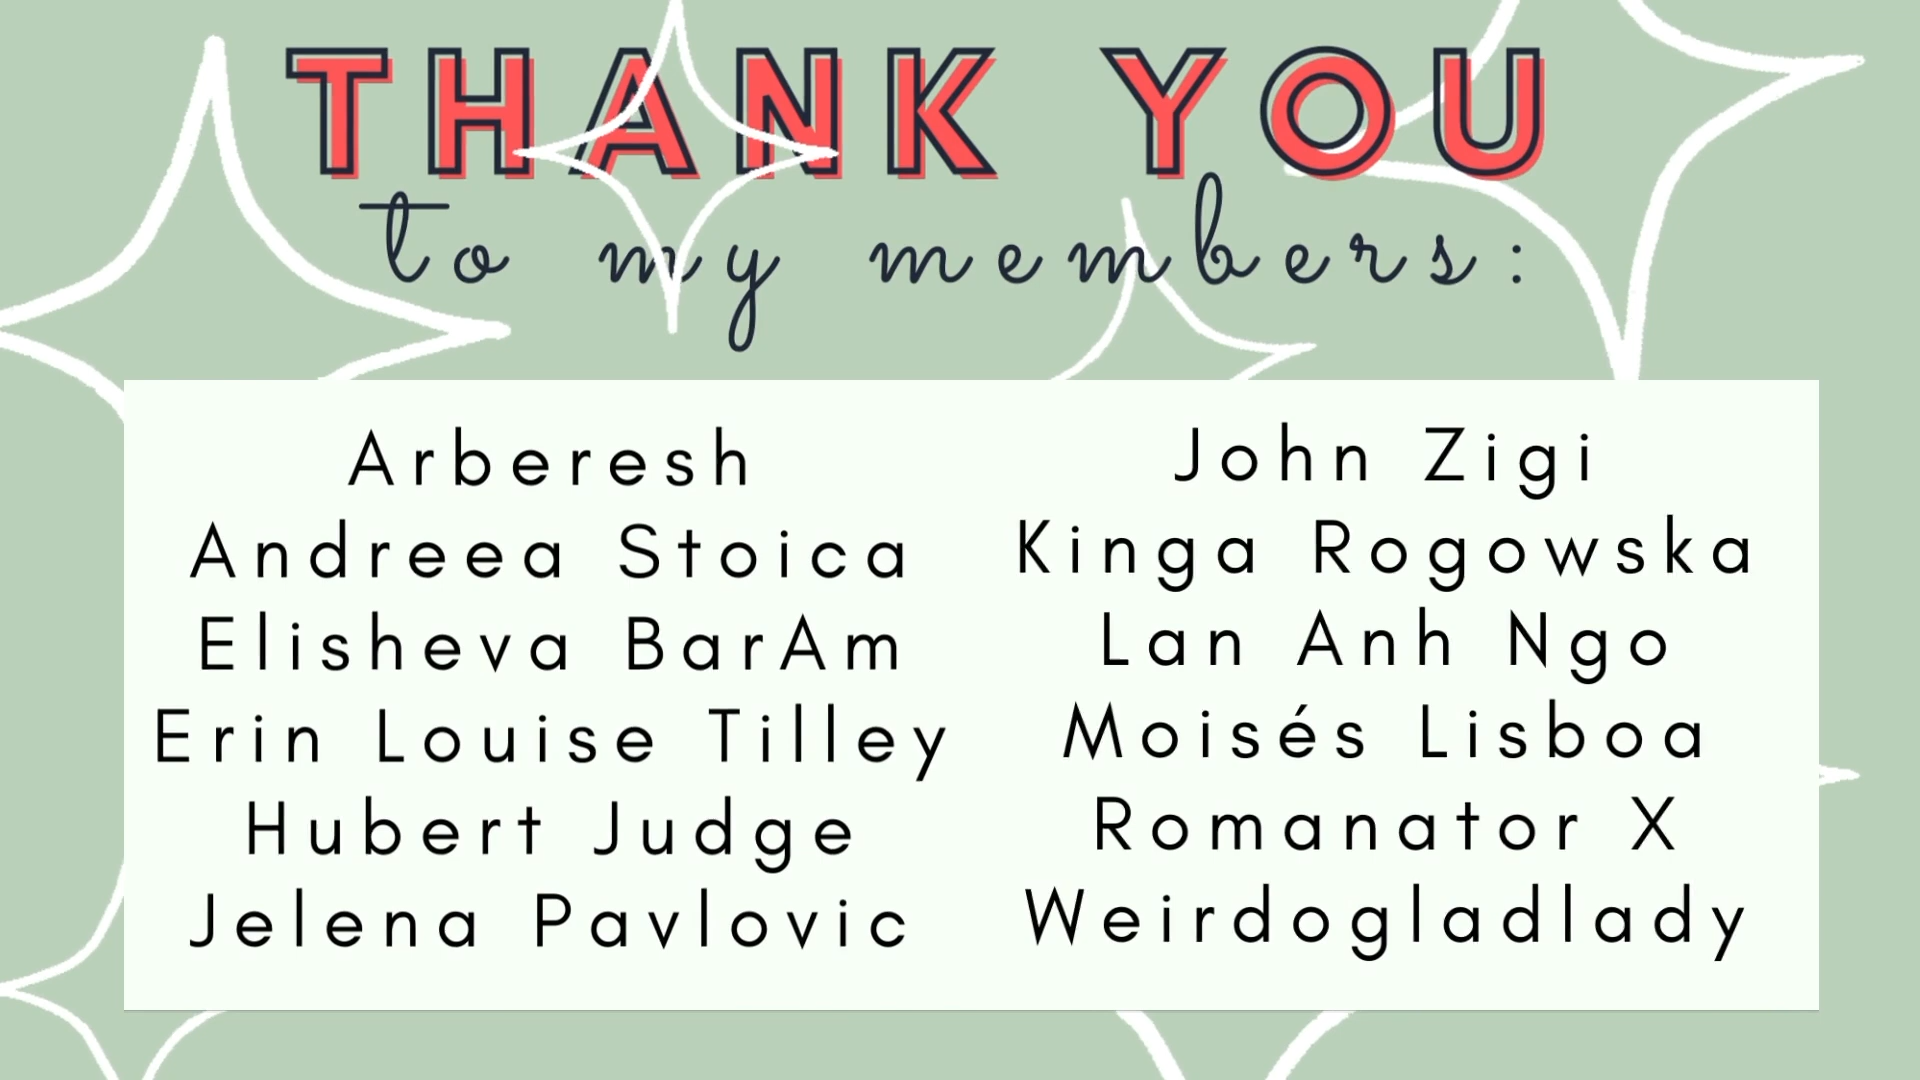 THANK YOU
to my members:
Arberesh
Andreea Stoica
Elisheva BarAm
Erin Louise Tilley
Hubert Judge
Jelena Pavlovic
John Zigi
Kinga Rogowska
Lan Anh Ngo
Moisés Lisboa
Romanator X
Weirdogladlady